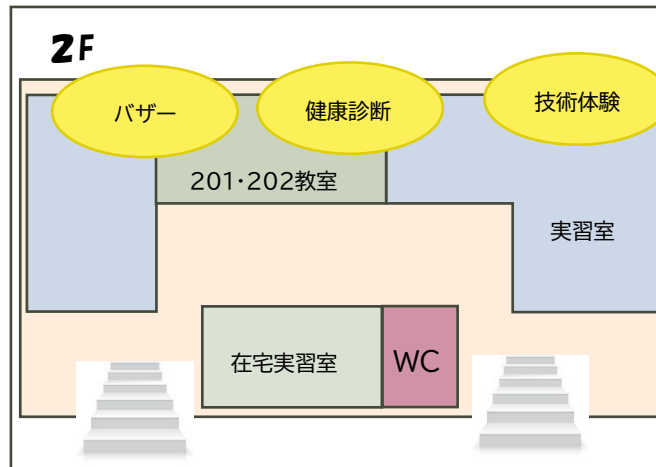 2F
バザー
健康診断
技術体験
201・202教室
実習室
在宅実習室
WC